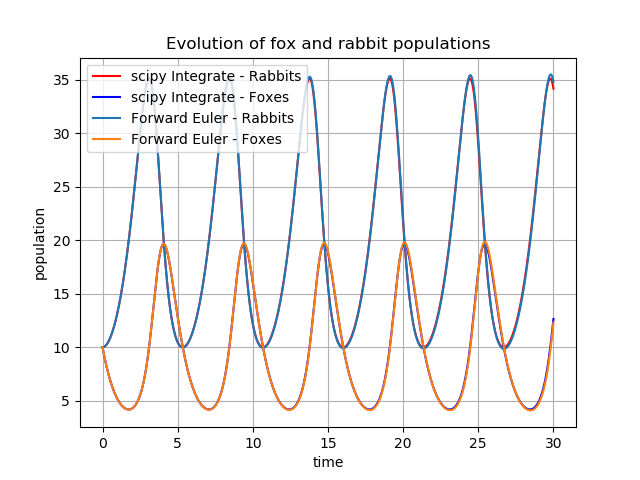 Evolution of fox and rabbit populations
scipy Integrate - Rabbits
scipy Integrate - Foxes
Forward Euler - Rabbits
Forward Euler - Foxes
population
35
30
25
20
15
10
5
0 5 10 15 20 25 30
time